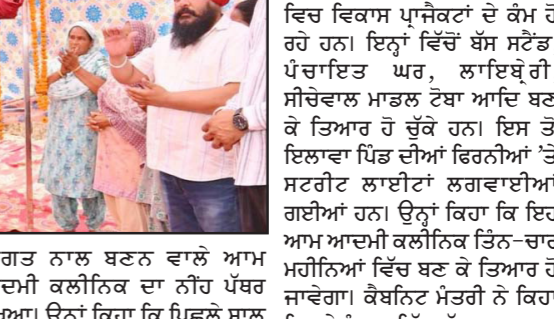 ਗਤ ਨਾਲ ਬਣਨ ਵਾਲੇ ਆਮ
ਦਮੀ ਕਲੀਨਿਕ ਦਾ ਨੀਂਹ ਪੱਥਰ
ਖਿਆ। ਉਨ੍ਹਾਂ ਕਿਹਾ ਕਿ ਪਿਛਲੇ ਸਾਲ
ਵਿਚ ਵਿਕਾਸ ਪ੍ਰਾਜੈਕਟਾਂ ਦੇ ਕੰਮ ਹੋ
ਰਹੇ ਹਨ। ਇਨ੍ਹਾਂ ਵਿੱਚੋਂ ਬੱਸ ਸਟੈਂਡ
ਪੰਚਾਇਤ ਘਰ, ਲਾਇਬ੍ਰੇਰੀ
ਸੀਚੇਵਾਲ ਮਾਡਲ ਟੋਬਾ ਆਦਿ ਬਣ
ਕੇ ਤਿਆਰ ਹੋ ਚੁੱਕੇ ਹਨ। ਇਸ ਤੋਂ
ਇਲਾਵਾ ਪਿੰਡ ਦੀਆਂ ਫਿਰਨੀਆਂ ’ਤੇ
ਸਟਰੀਟ ਲਾਈਟਾਂ ਲਗਵਾਈਆਂ
ਗਈਆਂ ਹਨ। ਉਨ੍ਹਾਂ ਕਿਹਾ ਕਿ ਇਹ
ਆਮ ਆਦਮੀ ਕਲੀਨਿਕ ਤਿੰਨ-ਚਾਰ
ਮਹੀਨਿਆਂ ਵਿੱਚ ਬਣ ਕੇ ਤਿਆਰ ਹੋ
ਜਾਵੇਗਾ। ਕੈਬਨਿਟ ਮੰਤਰੀ ਨੇ ਕਿਹਾ